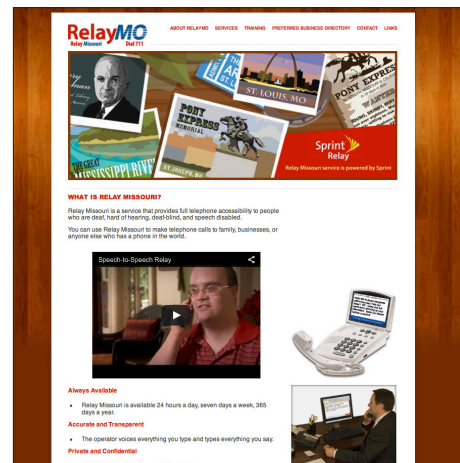 RelayMO
Relay Missouri Dial 711
ABOUT RELAYMO SERVICES TRAINING PREFERRED BUSINESS DIRECTORY CONTACT LINKS
ST. LOUIS, MO
PONY EXPRESS
WANTED
PONY
EXPRESS
MEMORIAL
ST. JOSEPH, MO
THE GREAT
MISSISSIPPI RIVER
Sprint
Relay
Relay Missouri service is powered by Sprint
WHAT IS RELAY MISSOURI?
Relay Missouri is a service that provides full telephone accessibility to people
who are deaf, hard of hearing, deaf-blind, and speech disabled.
You can use Relay Missouri to make telephone calls to family, businesses, or
anyone else who has a phone in the world.
Speech-to-Speech Relay
Always Available
• Relay Missouri is available 24 hours a day, seven days a week, 365
days a year.
Accurate and Transparent
• The operator voices everything you type and types everything you say.
Private and Confidential